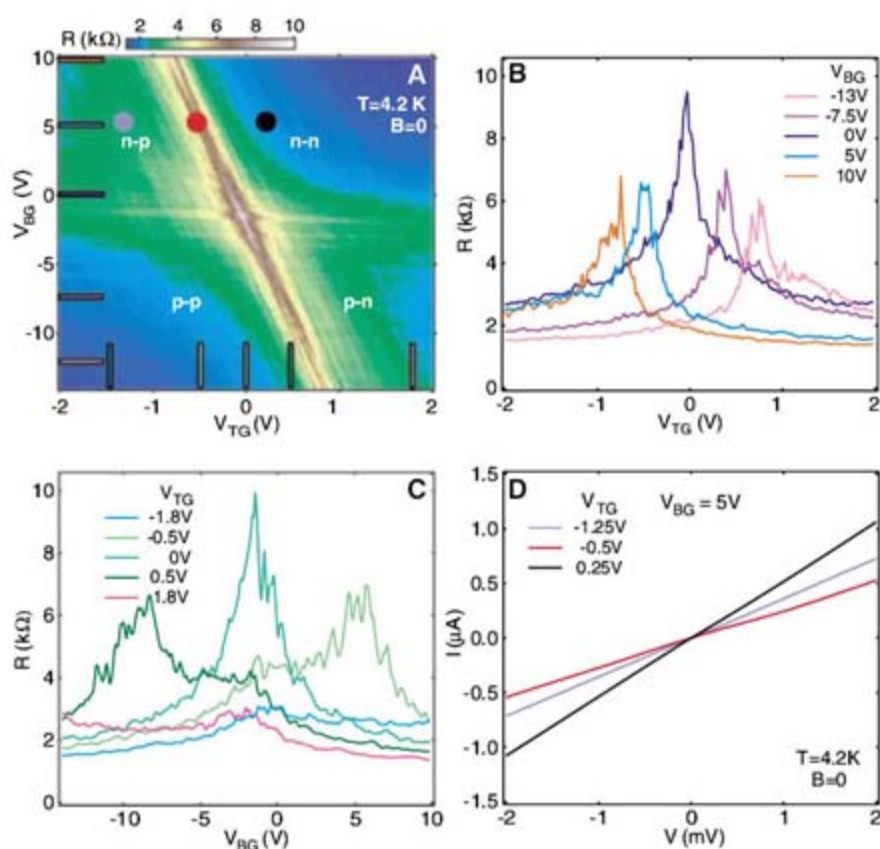 R (kΩ)
2 4 6 8 10
A
T=4.2 K
B=0
n-p
n-n
p-p
p-n
10
5
0
-5
-10
V_BG (V)
-2 -1 0 1 2
V_TG (V)
B
V_BG
-13V
-7.5V
0V
5V
10V
10
8
6
4
2
0
R (kΩ)
-2 -1 0 1 2
V_TG (V)
C
V_TG
-1.8V
-0.5V
0V
0.5V
1.8V
10
8
6
4
2
0
R (kΩ)
-10 -5 0 5 10
V_BG (V)
D
V_TG
V_BG = 5V
-1.25V
-0.5V
0.25V
1.5
1.0
0.5
0.0
-0.5
-1.0
-1.5
I (μA)
T=4.2K
B=0
-2 -1 0 1 2
V (mV)